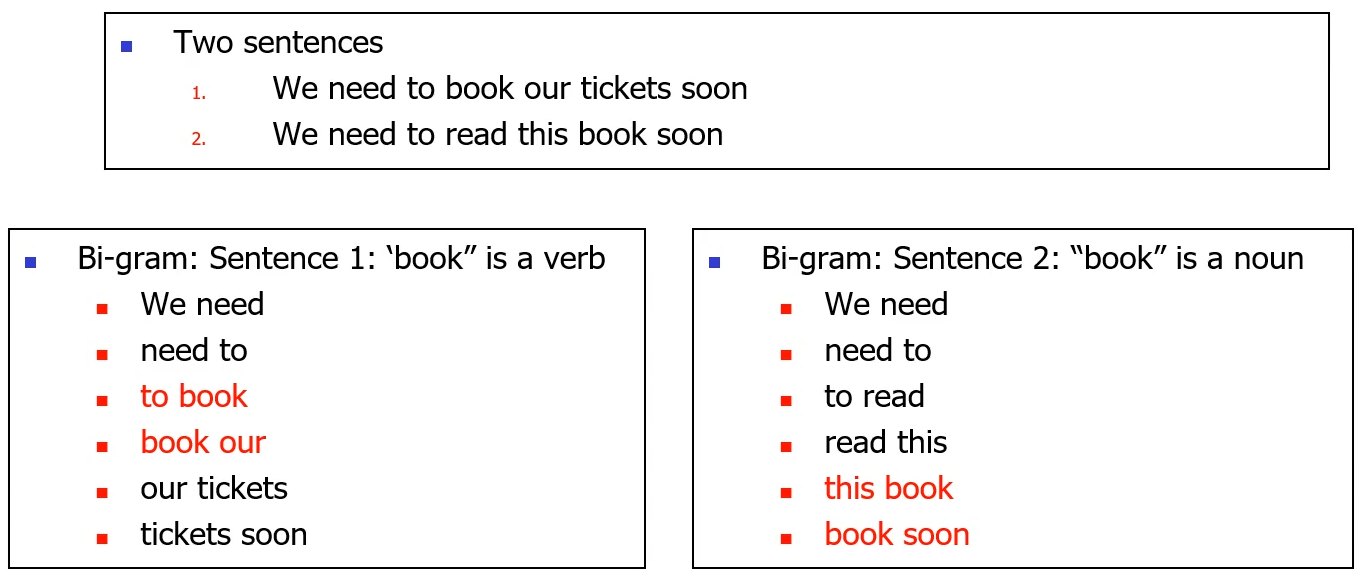 Two sentences
1. We need to book our tickets soon
2. We need to read this book soon
Bi-gram: Sentence 1: ‘book” is a verb
We need
need to
to book
book our
our tickets
tickets soon
Bi-gram: Sentence 2: “book” is a noun
We need
need to
to read
read this
this book
book soon